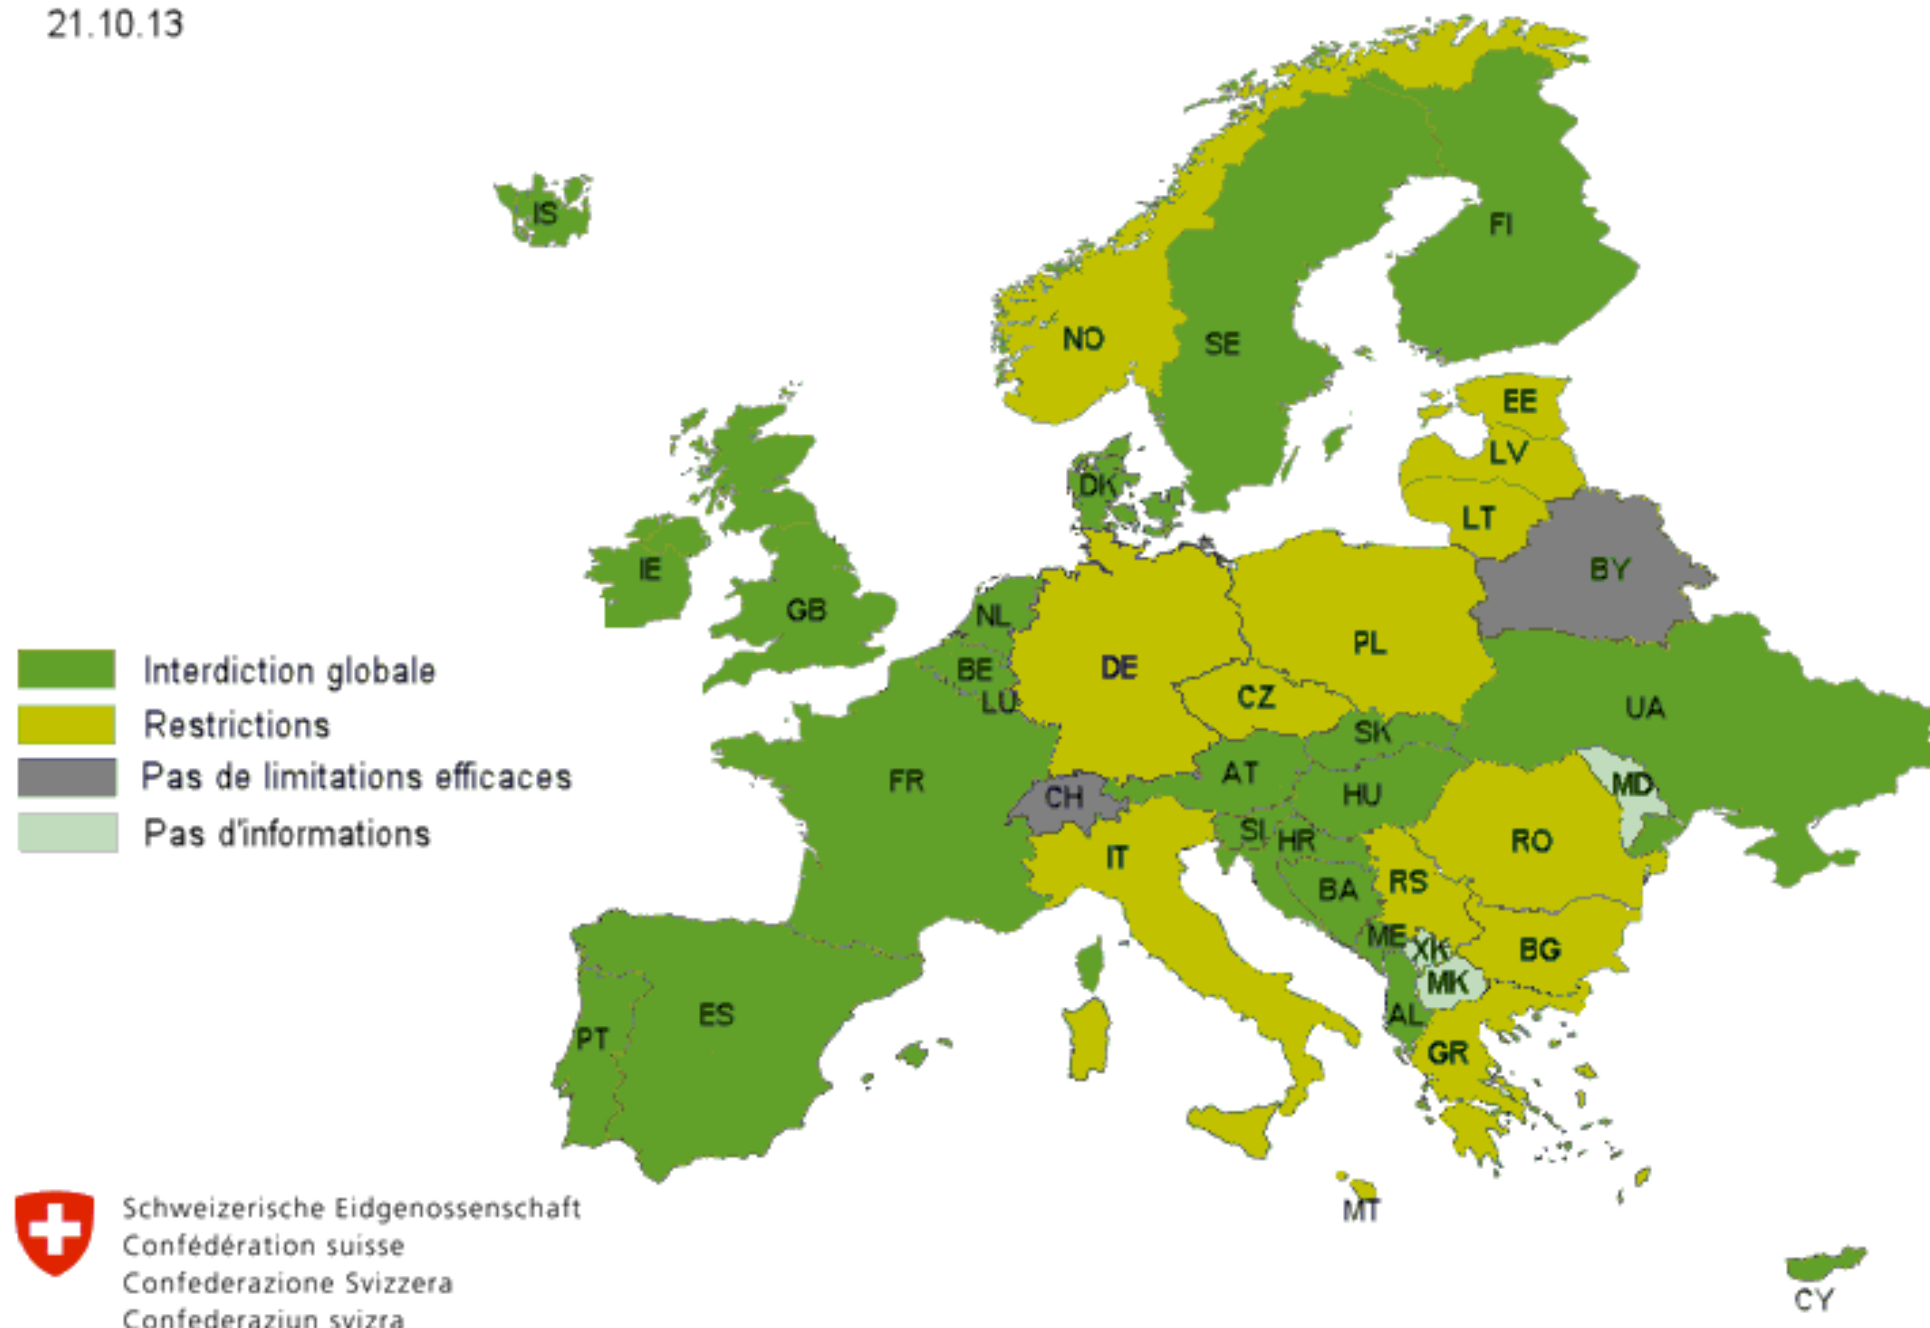 21.10.13
IS
FI
NO
SE
EE
LV
DK
LT
IE
BY
GB
NL
PL
BE
DE
Interdiction globale
CZ
LU
UA
Restrictions
SK
Pas de limitations efficaces
FR
AT
MD
CH
HU
Pas d'informations
SI
HR
RO
IT
RS
BA
ME
XK
BG
MK
ES
AL
PT
GR
Schweizerische Eidgenossenschaft
MT
Confédération suisse
Confederazione Svizzera
CY
Confederaziun svizra